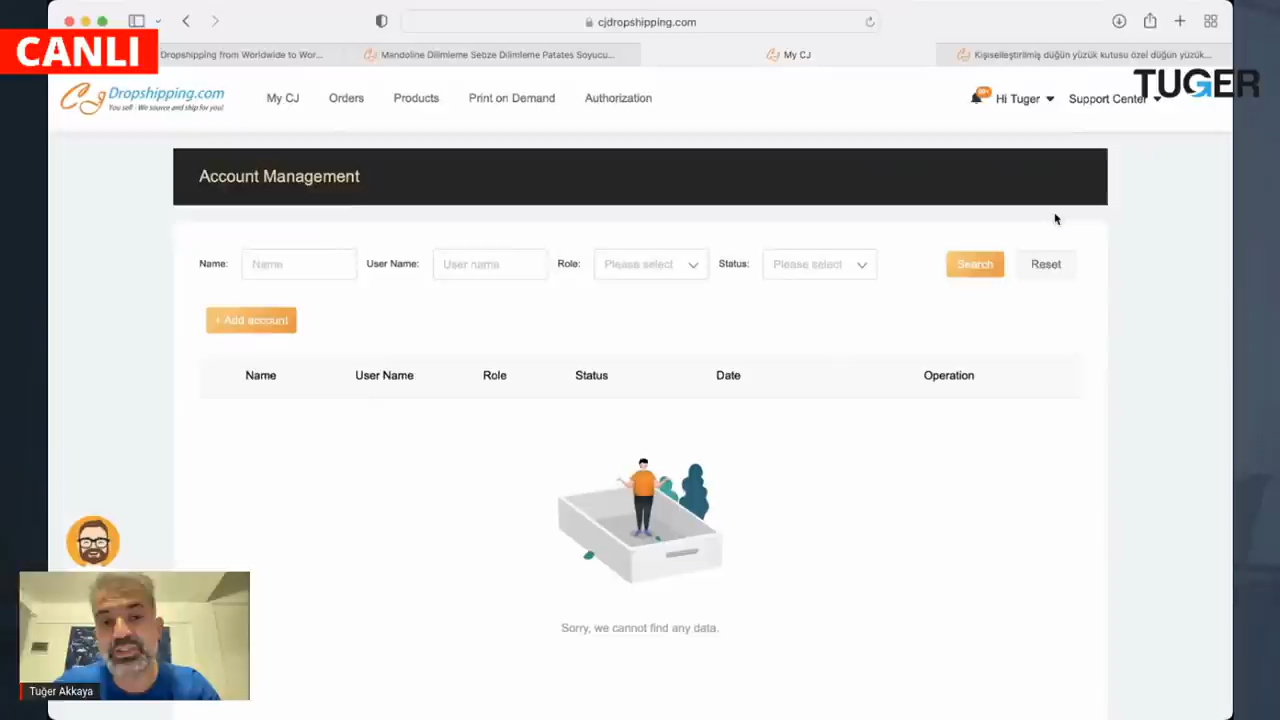 cjdropshipping.com
CANLI
Dropshipping from Worldwide to Wor...
Mandoline Dilimleme Sebze Dilimleme Patates Soyucu...
My CJ
Kişiselleştirilmiş düğün yüzük kutusu özel düğün yüzük...
TUGER
CJ Dropshipping.com
You sell - We source and ship for you!
My CJ
Orders
Products
Print on Demand
Authorization
99+
Hi Tuger
Support Center
Account Management
Name:
Name
User Name:
User name
Role:
Please select
Status:
Please select
Search
Reset
+ Add account
Name
User Name
Role
Status
Date
Operation
Sorry, we cannot find any data.
Tuğer Akkaya